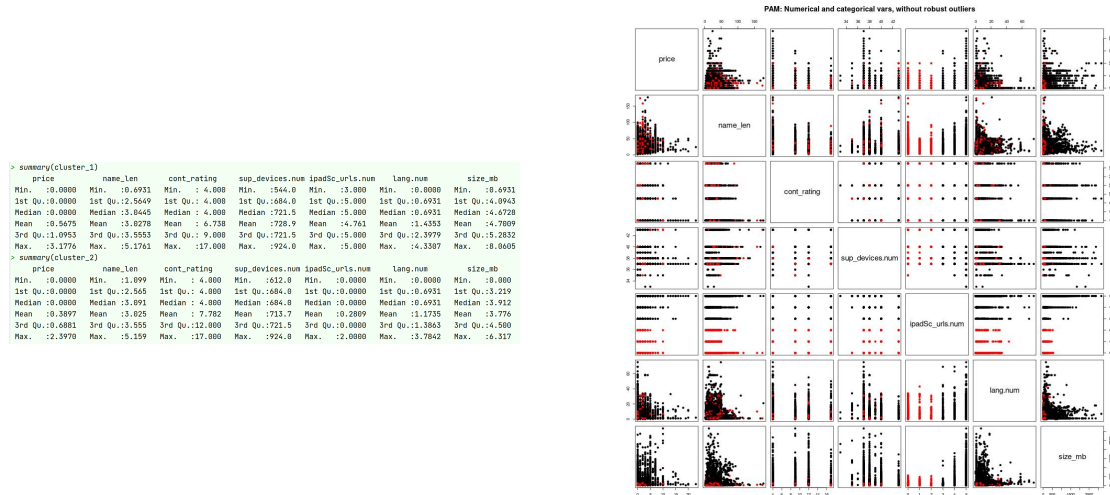 PAM: Numerical and categorical vars, without robust outliers
> summary(cluster_1)
price name_len cont_rating sup_devices.num ipadSc_urls.num lang.num size_mb
Min. :0.0000 Min. :0.6931 Min. : 4.000 Min. :544.0 Min. :3.000 Min. :0.0000 Min. :0.6931
1st Qu.:0.0000 1st Qu.:2.5649 1st Qu.: 4.000 1st Qu.:684.0 1st Qu.:5.000 1st Qu.:0.6931 1st Qu.:4.0943
Median :0.0000 Median :3.0445 Median : 4.000 Median :721.5 Median :5.000 Median :0.6931 Median :4.6728
Mean :0.5675 Mean :3.0278 Mean : 6.738 Mean :728.9 Mean :4.761 Mean :1.4353 Mean :4.7009
3rd Qu.:1.0953 3rd Qu.:3.5553 3rd Qu.: 9.000 3rd Qu.:721.5 3rd Qu.:5.000 3rd Qu.:2.3979 3rd Qu.:5.2832
Max. :3.1776 Max. :5.1761 Max. :17.000 Max. :924.0 Max. :5.000 Max. :4.3307 Max. :8.0605
> summary(cluster_2)
price name_len cont_rating sup_devices.num ipadSc_urls.num lang.num size_mb
Min. :0.0000 Min. :1.099 Min. : 4.000 Min. :612.0 Min. :0.0000 Min. :0.0000 Min. :0.000
1st Qu.:0.0000 1st Qu.:2.565 1st Qu.: 4.000 1st Qu.:684.0 1st Qu.:0.0000 1st Qu.:0.6931 1st Qu.:3.219
Median :0.0000 Median :3.091 Median : 4.000 Median :684.0 Median :0.0000 Median :0.6931 Median :3.912
Mean :0.3897 Mean :3.025 Mean : 7.782 Mean :713.7 Mean :0.2809 Mean :1.1735 Mean :3.776
3rd Qu.:0.6881 3rd Qu.:3.555 3rd Qu.:12.000 3rd Qu.:721.5 3rd Qu.:0.0000 3rd Qu.:1.3863 3rd Qu.:4.500
Max. :2.3970 Max. :5.159 Max. :17.000 Max. :924.0 Max. :2.0000 Max. :3.7842 Max. :6.317
price
name_len
cont_rating
sup_devices.num
ipadSc_urls.num
lang.num
size_mb